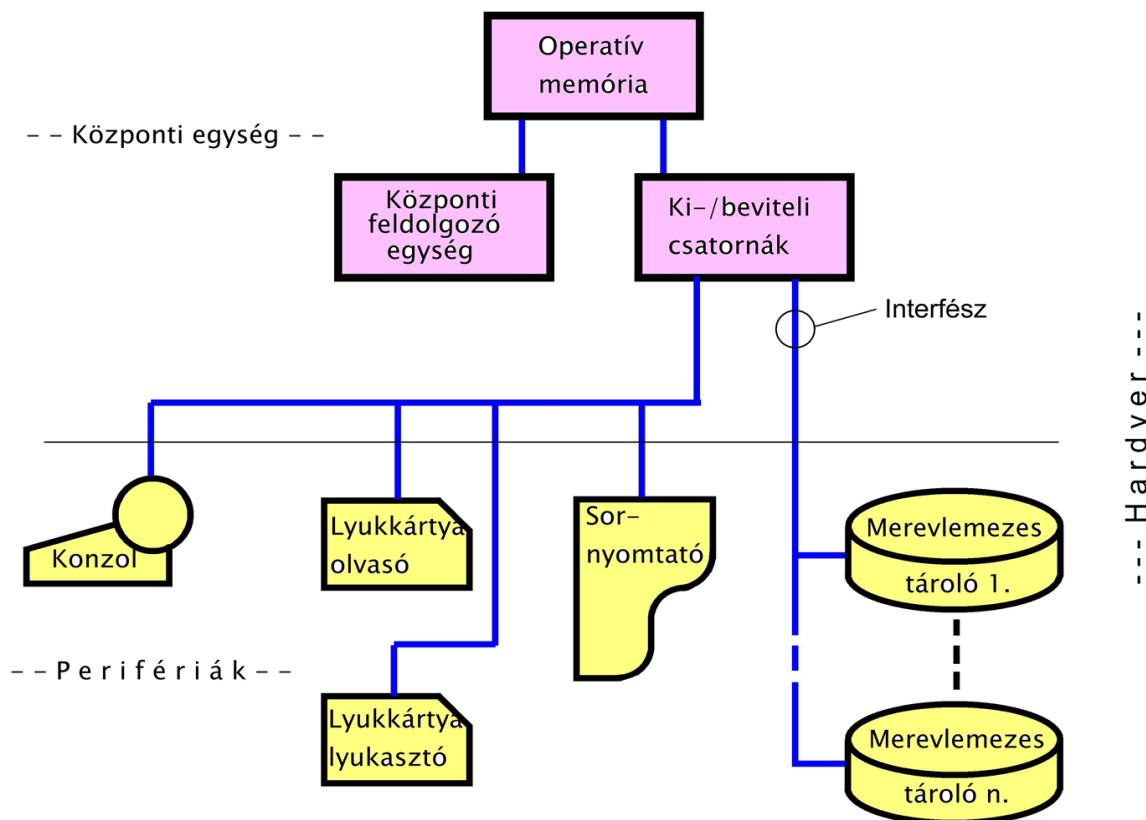 Operatív
memória
– – Központi egység – –
Központi
feldolgozó
egység
Ki–/beviteli
csatornák
Interfész
---- Hardver ----
Konzol
Lyukkártya
olvasó
Sor–
nyomtató
Merevlemezes
tároló 1.
– – P e r i f é r i á k – –
Lyukkártya
lyukasztó
Merevlemezes
tároló n.